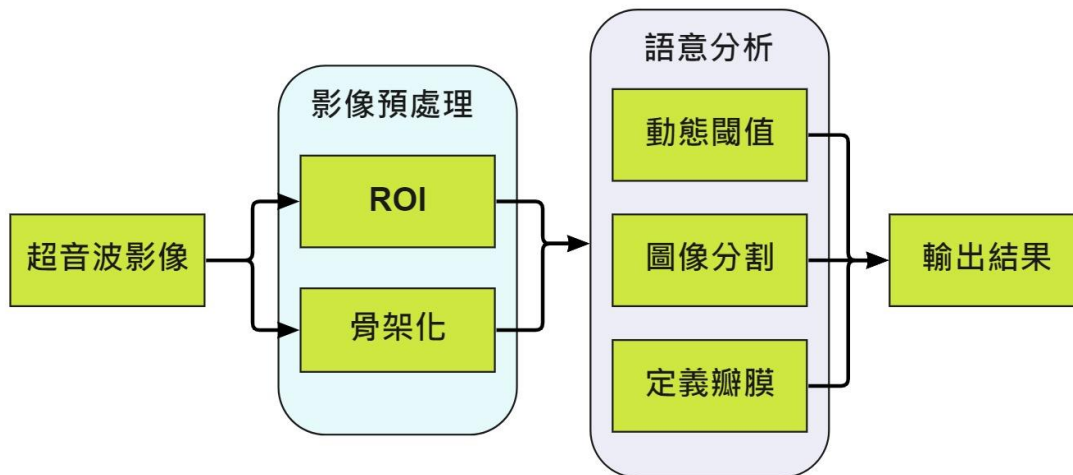 超音波影像
影像預處理
ROI
骨架化
語意分析
動態閾值
圖像分割
定義瓣膜
輸出結果